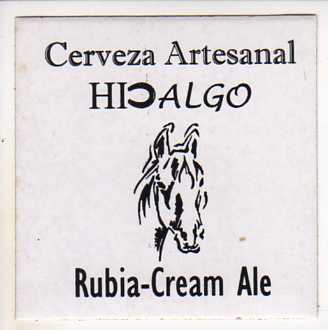 Cerveza Artesanal
HIDALGO
Rubia-Cream Ale